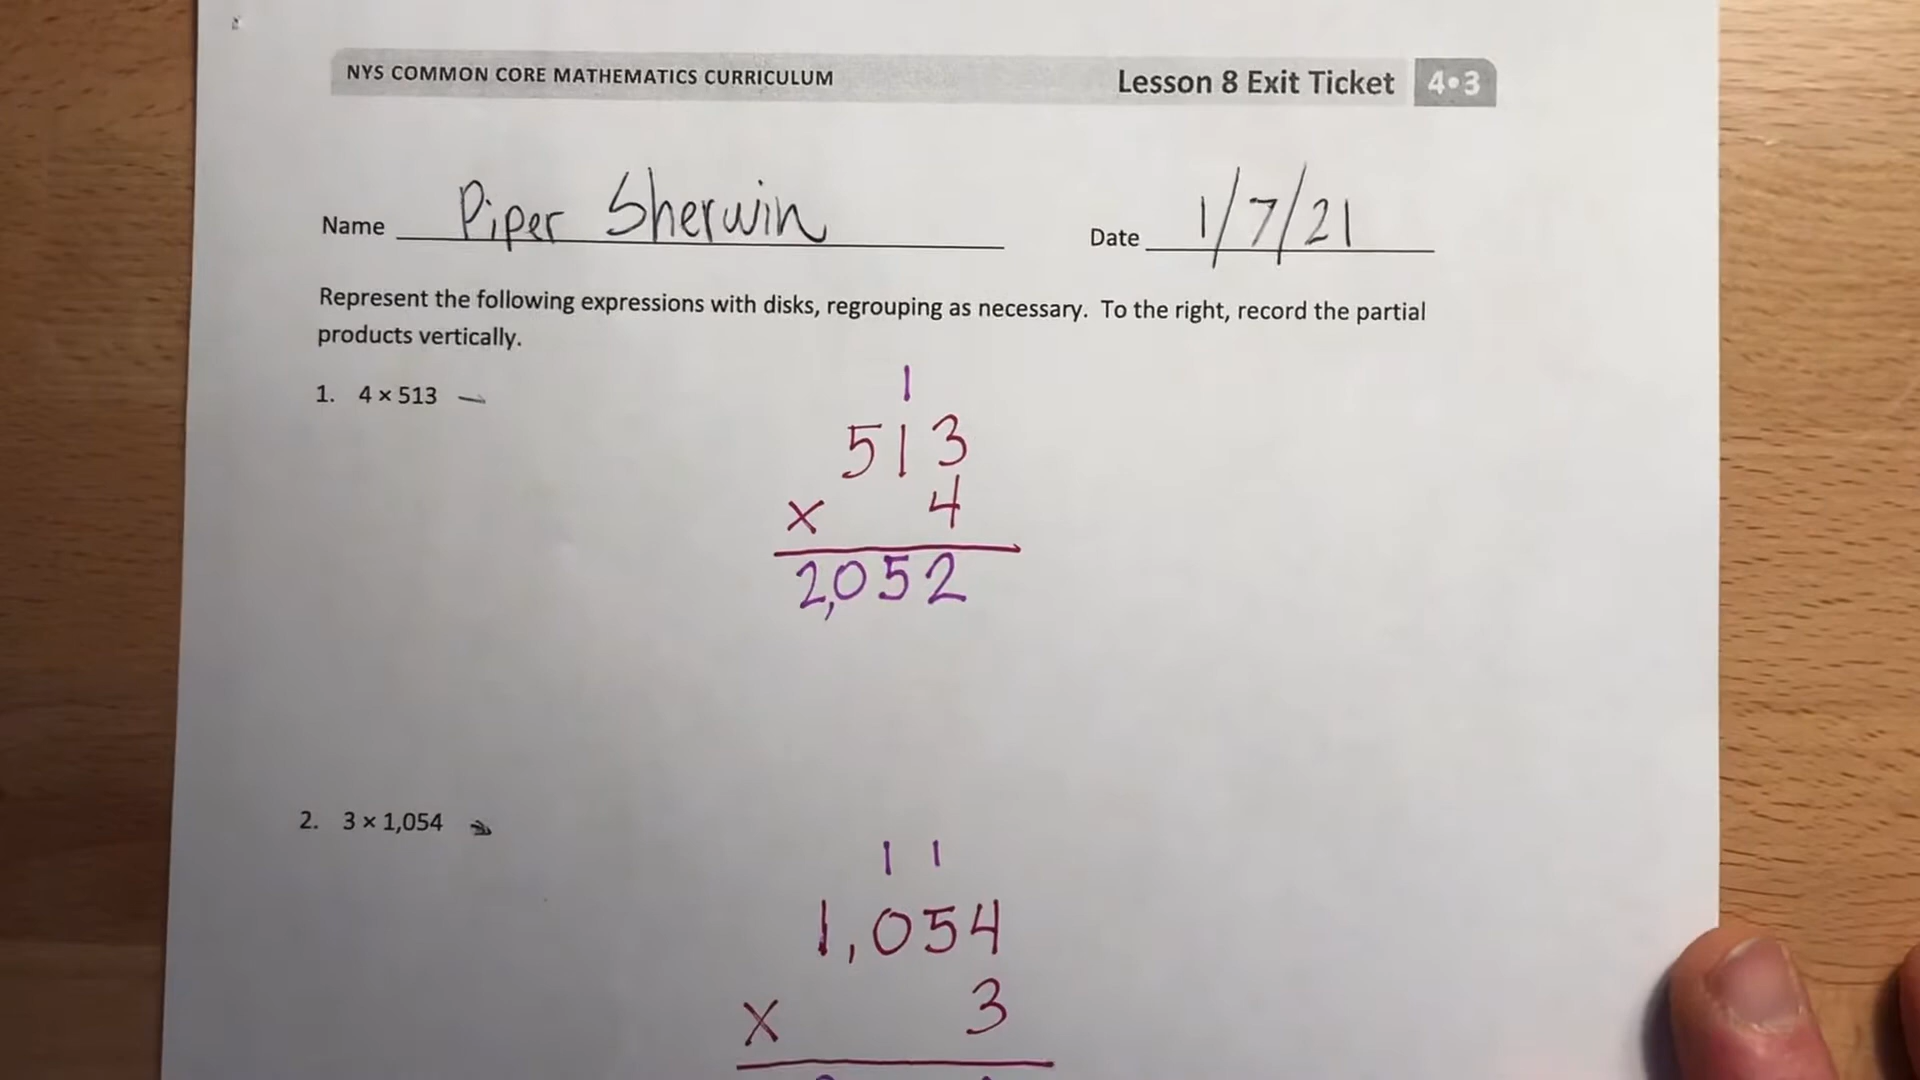 NYS COMMON CORE MATHEMATICS CURRICULUM Lesson 8 Exit Ticket 4•3
Name Piper Sherwin Date 1/7/21
Represent the following expressions with disks, regrouping as necessary. To the right, record the partial
products vertically.
1. 4 × 513
1
513
× 4
2,052
2. 3 × 1,054
1 1
1,054
× 3